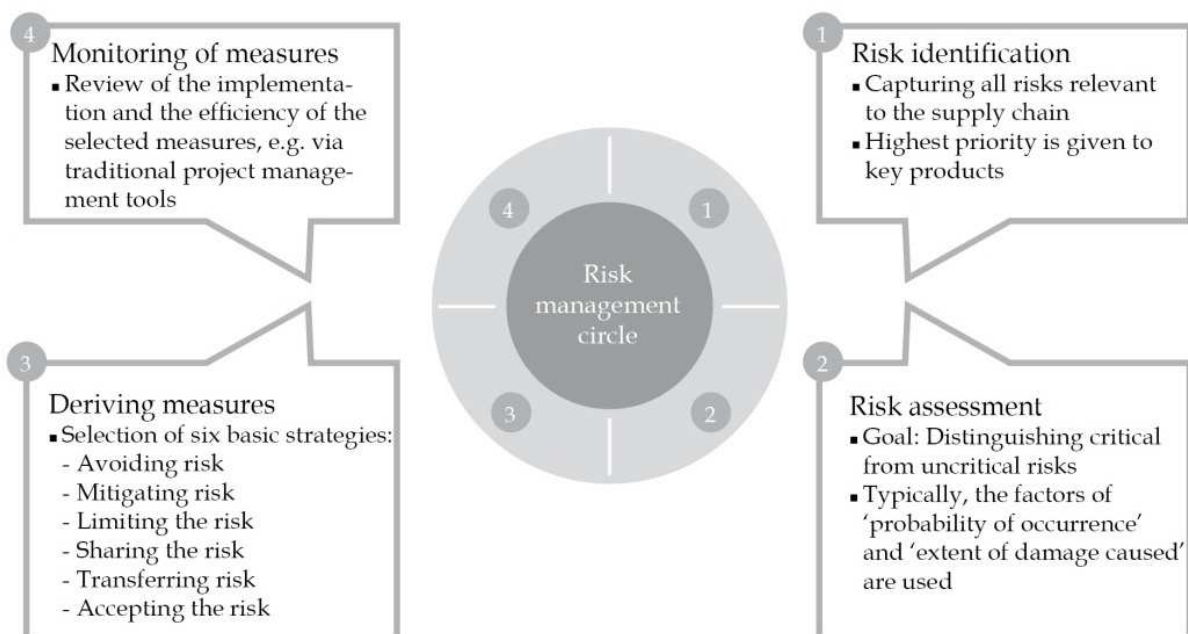 4
Monitoring of measures
▪ Review of the implementa-
tion and the efficiency of the
selected measures, e.g. via
traditional project manage-
ment tools
1
Risk identification
▪ Capturing all risks relevant
to the supply chain
▪ Highest priority is given to
key products
4
1
Risk
management
circle
3
2
3
Deriving measures
▪ Selection of six basic strategies:
- Avoiding risk
- Mitigating risk
- Limiting the risk
- Sharing the risk
- Transferring risk
- Accepting the risk
2
Risk assessment
▪ Goal: Distinguishing critical
from uncritical risks
▪ Typically, the factors of
‘probability of occurrence’
and ‘extent of damage caused’
are used